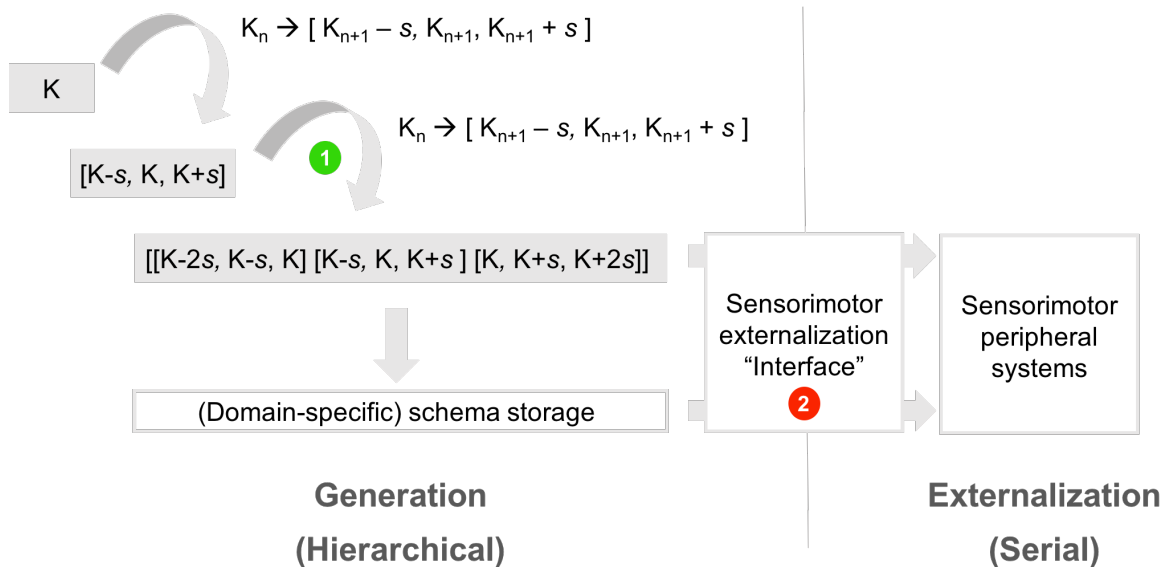 Kₙ → [ Kₙ₊₁ – s, Kₙ₊₁, Kₙ₊₁ + s ]
K
Kₙ → [ Kₙ₊₁ – s, Kₙ₊₁, Kₙ₊₁ + s ]
1
[K-s, K, K+s]
[[K-2s, K-s, K] [K-s, K, K+s ] [K, K+s, K+2s]]
Sensorimotor
externalization
“Interface”
2
Sensorimotor
peripheral
systems
(Domain-specific) schema storage
Generation
(Hierarchical)
Externalization
(Serial)